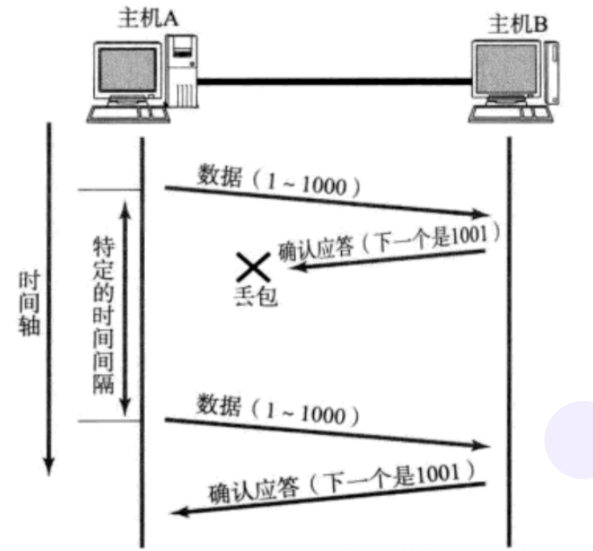 主机A
主机B
数据（1～1000）
确认应答（下一个是1001）
丢包
特定的时间间隔
时间轴
数据（1～1000）
确认应答（下一个是1001）